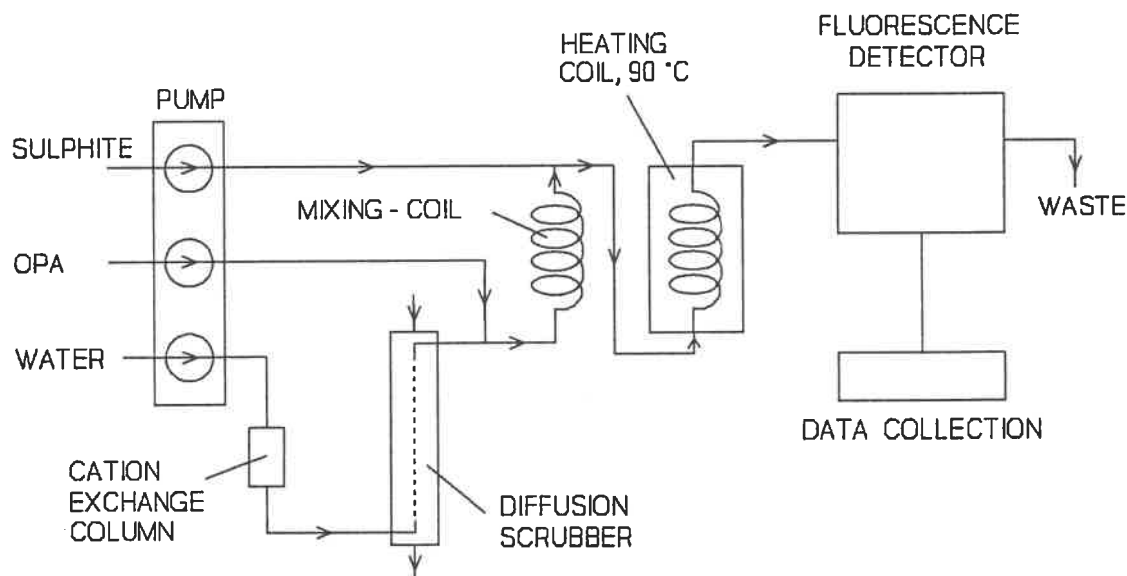 FLUORESCENCE
DETECTOR
HEATING
COIL, 90 °C
PUMP
SULPHITE
MIXING - COIL
WASTE
OPA
WATER
DATA COLLECTION
CATION
EXCHANGE
COLUMN
DIFFUSION
SCRUBBER